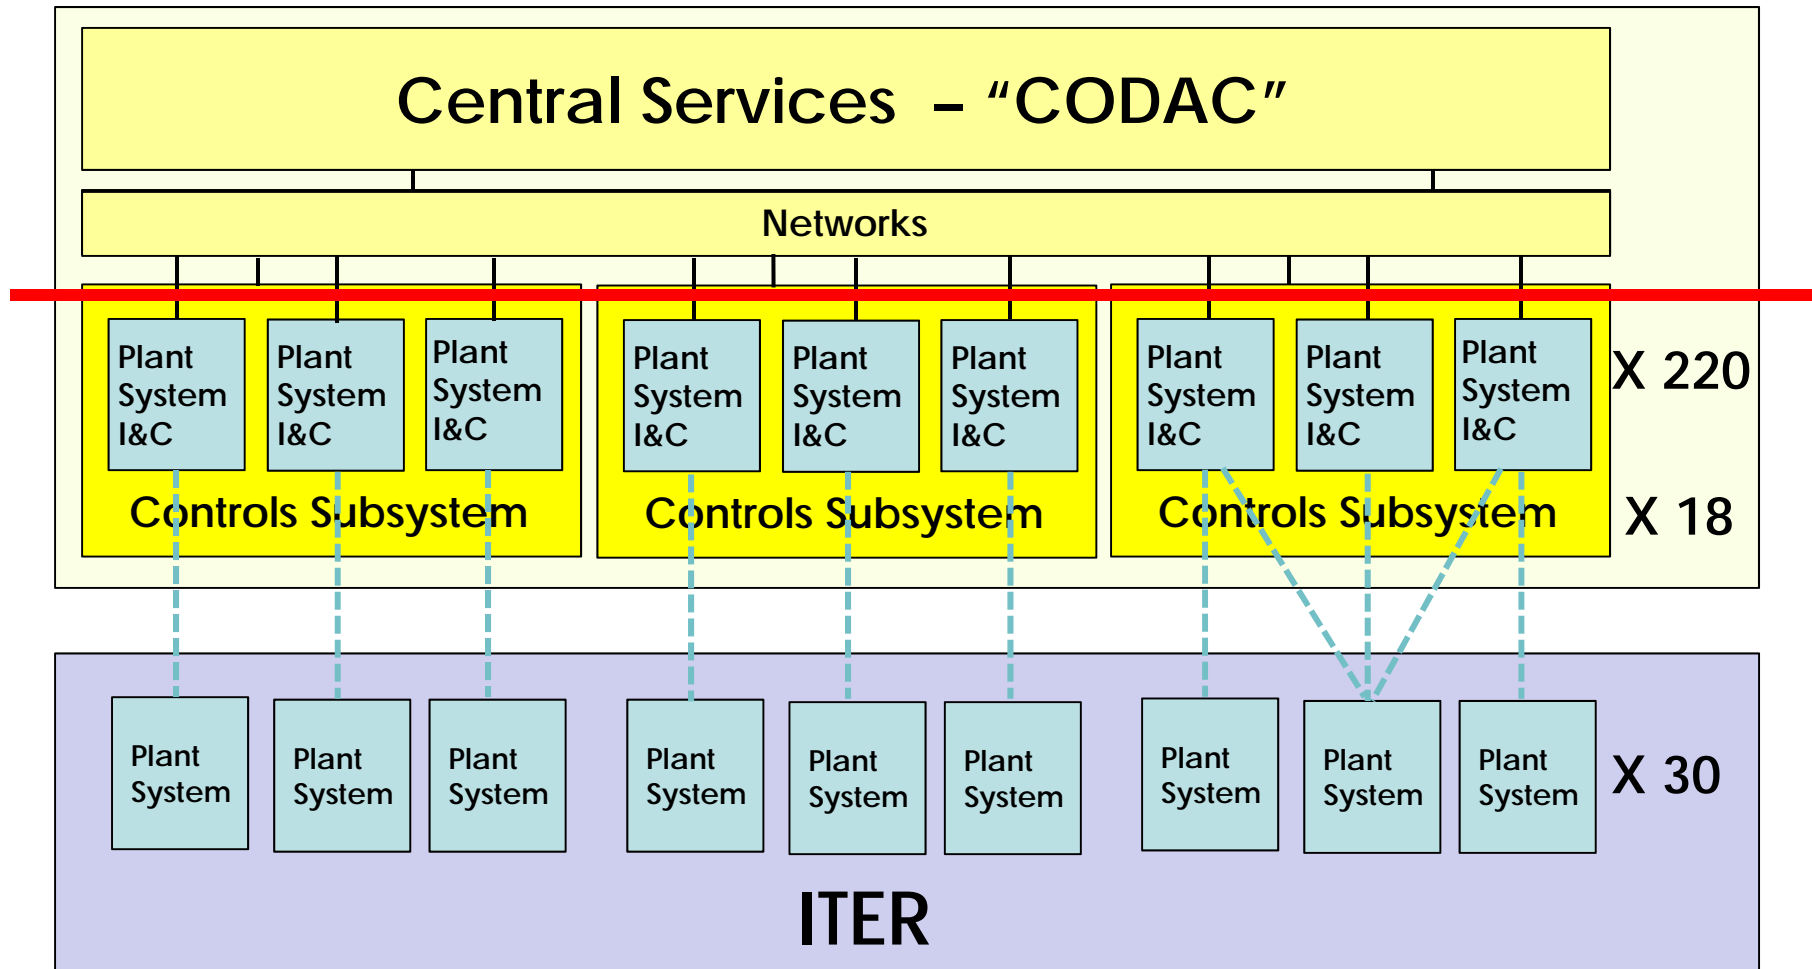 Central Services – “CODAC”
Networks
Plant
System
I&C
Plant
System
I&C
Plant
System
I&C
Plant
System
I&C
Plant
System
I&C
Plant
System
I&C
Plant
System
I&C
Plant
System
I&C
Plant
System
I&C
X 220
Controls Subsystem
Controls Subsystem
Controls Subsystem
X 18
Plant
System
Plant
System
Plant
System
Plant
System
Plant
System
Plant
System
Plant
System
Plant
System
Plant
System
X 30
ITER